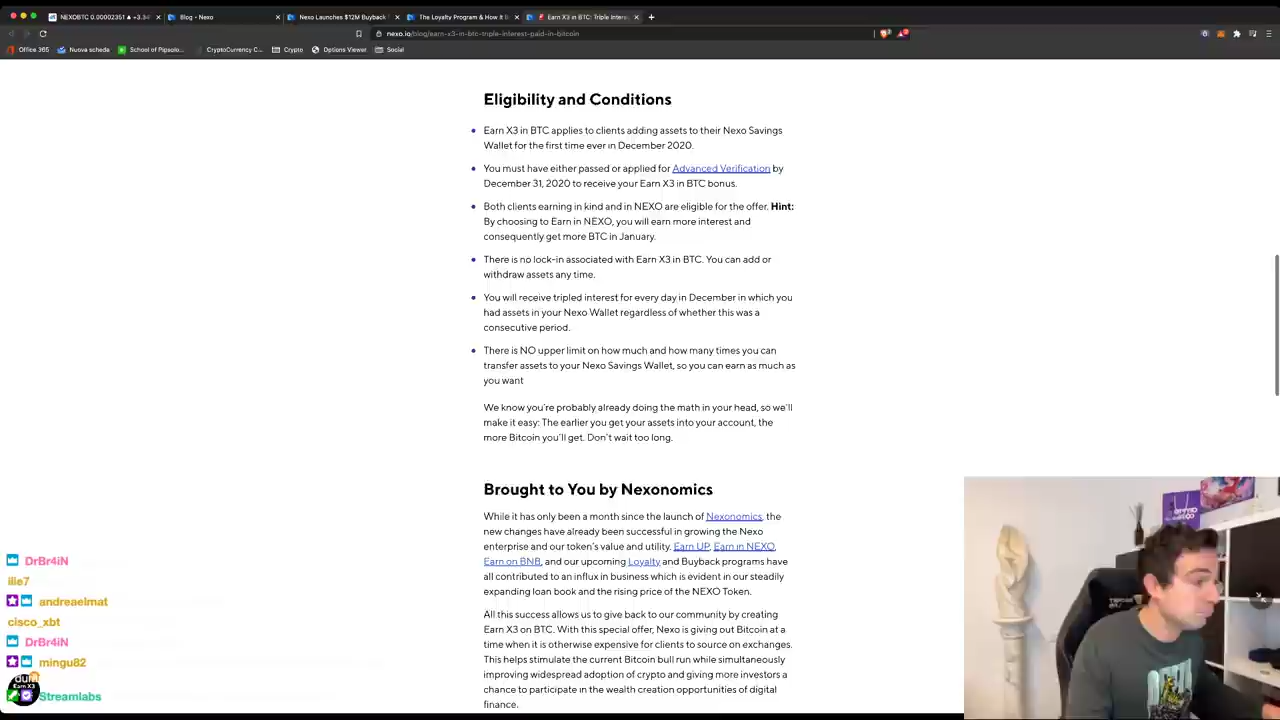 NEXOBTC 0.00002351 ▲ +3.34
Blog - Nexo
Nexo Launches $12M Buyback
The Loyalty Program & How It
Earn X3 in BTC: Triple Interes
nexo.io/blog/earn-x3-in-btc-triple-interest-paid-in-bitcoin
Office 365
Nuova scheda
School of Pipsolo...
CryptoCurrency C...
Crypto
Options Viewer
Social
Eligibility and Conditions
Earn X3 in BTC applies to clients adding assets to their Nexo Savings
Wallet for the first time ever in December 2020.
You must have either passed or applied for Advanced Verification by
December 31, 2020 to receive your Earn X3 in BTC bonus.
Both clients earning in kind and in NEXO are eligible for the offer. Hint:
By choosing to Earn in NEXO, you will earn more interest and
consequently get more BTC in January.
There is no lock-in associated with Earn X3 in BTC. You can add or
withdraw assets any time.
You will receive tripled interest for every day in December in which you
had assets in your Nexo Wallet regardless of whether this was a
consecutive period.
There is NO upper limit on how much and how many times you can
transfer assets to your Nexo Savings Wallet, so you can earn as much as
you want
We know you're probably already doing the math in your head, so we'll
make it easy: The earlier you get your assets into your account, the
more Bitcoin you'll get. Don't wait too long.
Brought to You by Nexonomics
While it has only been a month since the launch of Nexonomics, the
new changes have already been successful in growing the Nexo
enterprise and our token's value and utility. Earn UP, Earn in NEXO,
Earn on BNB, and our upcoming Loyalty and Buyback programs have
all contributed to an influx in business which is evident in our steadily
expanding loan book and the rising price of the NEXO Token.
All this success allows us to give back to our community by creating
Earn X3 on BTC. With this special offer, Nexo is giving out Bitcoin at a
time when it is otherwise expensive for clients to source on exchanges.
This helps stimulate the current Bitcoin bull run while simultaneously
improving widespread adoption of crypto and giving more investors a
chance to participate in the wealth creation opportunities of digital
finance.
DrBr4iN
ilie7
andreaelmat
cisco_xbt
DrBr4iN
mingu82
Earn X3
Streamlabs